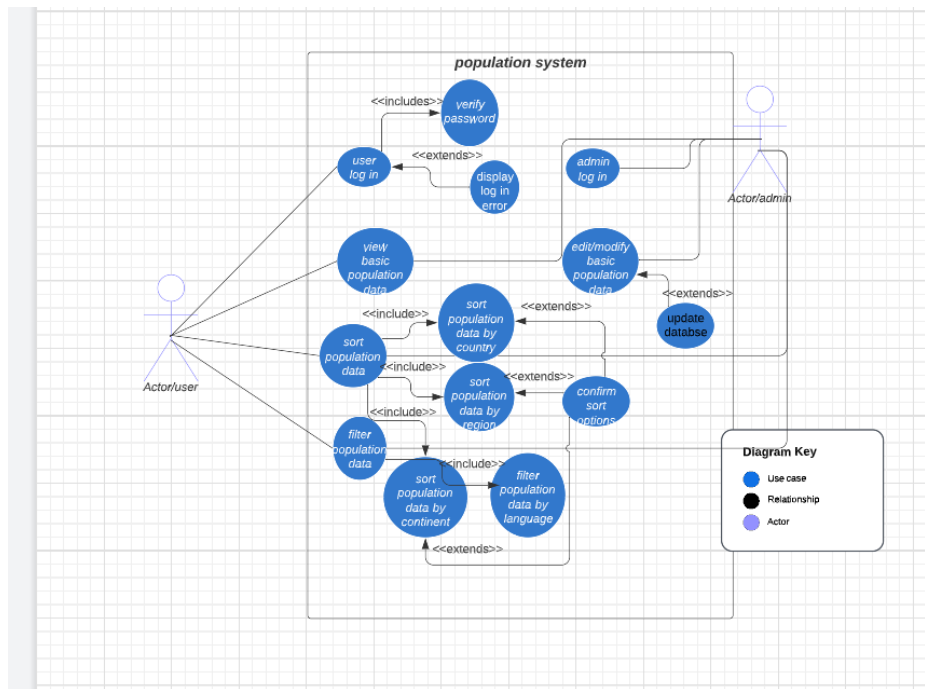 population system
<<includes>>
verify
password
user
log in
<<extends>>
display
log in
error
admin
log in
Actor/admin
view
basic
population
data
edit/modify
basic
population
data
<<extends>>
update
databse
<<include>>
sort
population
data by
country
<<extends>>
Actor/user
sort
population
data
<<include>>
sort
population
data by
region
<<extends>>
confirm
sort
options
<<include>>
filter
population
data
<<include>>
sort
population
data by
continent
filter
population
data by
language
<<extends>>
Diagram Key
Use case
Relationship
Actor